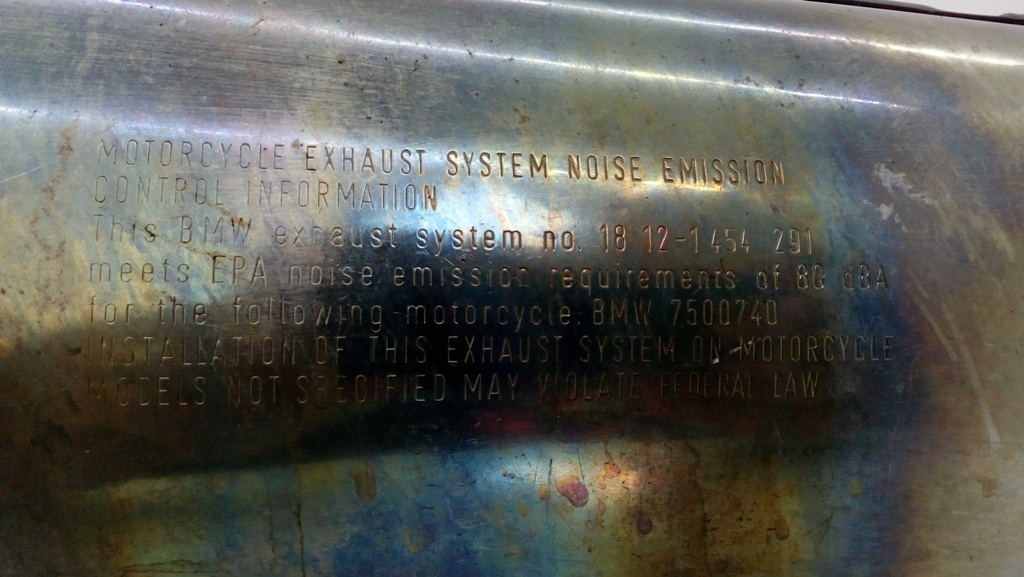 MOTORCYCLE EXHAUST SYSTEM NOISE EMISSION
CONTROL INFORMATION
This BMW exhaust system no. 18 12-1 454 291
meets EPA noise emission requirements of 80 dBA
for the following motorcycle: BMW 7500740
INSTALLATION OF THIS EXHAUST SYSTEM ON MOTORCYCLE
MODELS NOT SPECIFIED MAY VIOLATE FEDERAL LAW